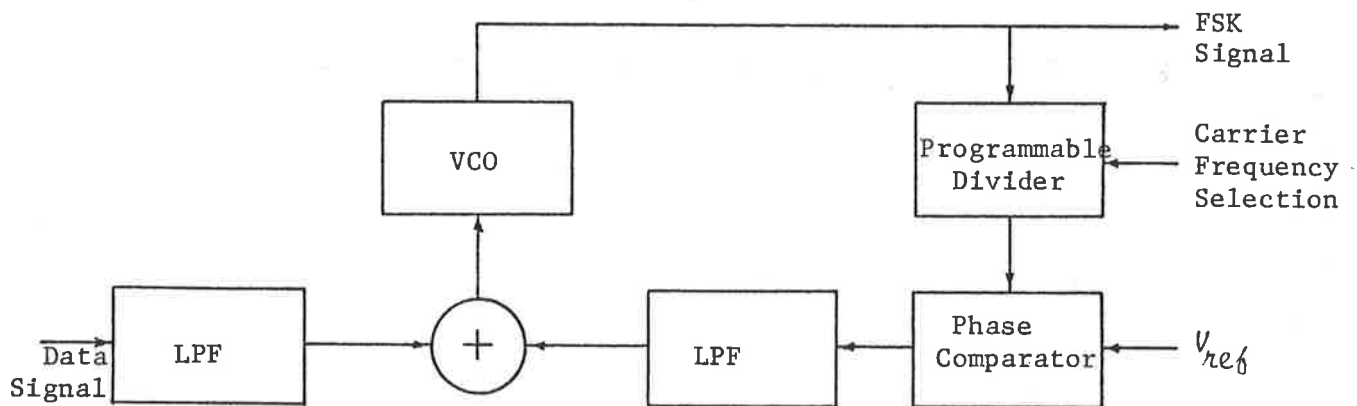 FSK
Signal
VCO
Programmable
Divider
Carrier
Frequency
Selection
Data
Signal
LPF
+
LPF
Phase
Comparator
Vref